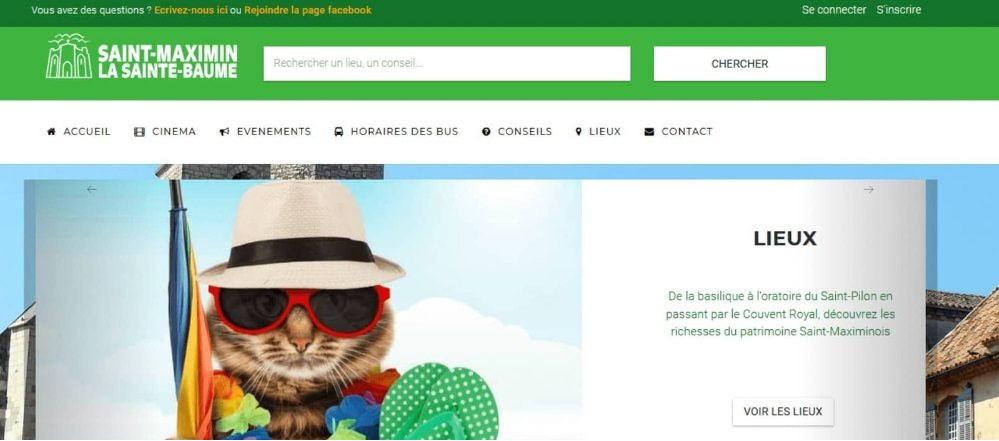 Vous avez des questions ? Ecrivez-nous ici ou Rejoindre la page facebook
Se connecter S'inscrire
SAINT-MAXIMIN
LA SAINTE-BAUME
Rechercher un lieu, un conseil...
CHERCHER
ACCUEIL CINEMA EVENEMENTS HORAIRES DES BUS CONSEILS LIEUX CONTACT
LIEUX
De la basilique à l'oratoire du Saint-Pilon en
passant par le Couvent Royal, découvrez les
richesses du patrimoine Saint-Maximinois
VOIR LES LIEUX